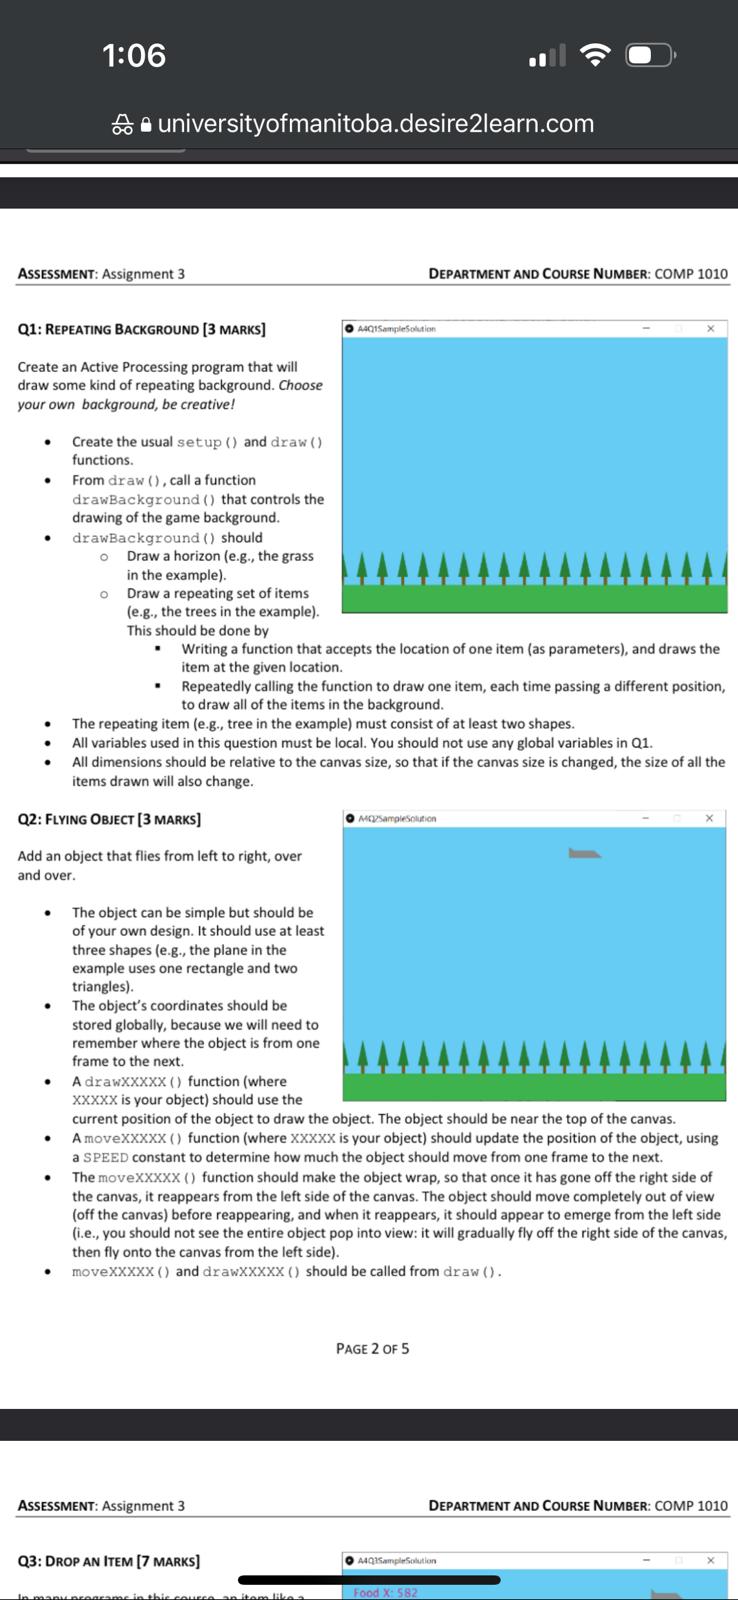 1:06
universityofmanitoba.desire2learn.com
ASSESSMENT: Assignment 3
DEPARTMENT AND COURSE NUMBER: COMP 1010
Q1: REPEATING BACKGROUND [3 MARKS]
A4Q1SampleSolution
Create an Active Processing program that will
draw some kind of repeating background. Choose
your own background, be creative!
• Create the usual setup() and draw()
functions.
• From draw(), call a function
drawBackground() that controls the
drawing of the game background.
• drawBackground() should
o Draw a horizon (e.g., the grass
in the example).
o Draw a repeating set of items
(e.g., the trees in the example).
This should be done by
▪ Writing a function that accepts the location of one item (as parameters), and draws the
item at the given location.
▪ Repeatedly calling the function to draw one item, each time passing a different position,
to draw all of the items in the background.
• The repeating item (e.g., tree in the example) must consist of at least two shapes.
• All variables used in this question must be local. You should not use any global variables in Q1.
• All dimensions should be relative to the canvas size, so that if the canvas size is changed, the size of all the
items drawn will also change.
Q2: FLYING OBJECT [3 MARKS]
A4Q2SampleSolution
Add an object that flies from left to right, over
and over.
• The object can be simple but should be
of your own design. It should use at least
three shapes (e.g., the plane in the
example uses one rectangle and two
triangles).
• The object's coordinates should be
stored globally, because we will need to
remember where the object is from one
frame to the next.
• A drawXXXXX() function (where
XXXXX is your object) should use the
current position of the object to draw the object. The object should be near the top of the canvas.
• A moveXXXXX() function (where XXXXX is your object) should update the position of the object, using
a SPEED constant to determine how much the object should move from one frame to the next.
• The moveXXXXX() function should make the object wrap, so that once it has gone off the right side of
the canvas, it reappears from the left side of the canvas. The object should move completely out of view
(off the canvas) before reappearing, and when it reappears, it should appear to emerge from the left side
(i.e., you should not see the entire object pop into view: it will gradually fly off the right side of the canvas,
then fly onto the canvas from the left side).
• moveXXXXX() and drawXXXXX() should be called from draw().
PAGE 2 OF 5
ASSESSMENT: Assignment 3
DEPARTMENT AND COURSE NUMBER: COMP 1010
Q3: DROP AN ITEM [7 MARKS]
A4Q3SampleSolution
Food X: 582
In many programs in this course, an item like a